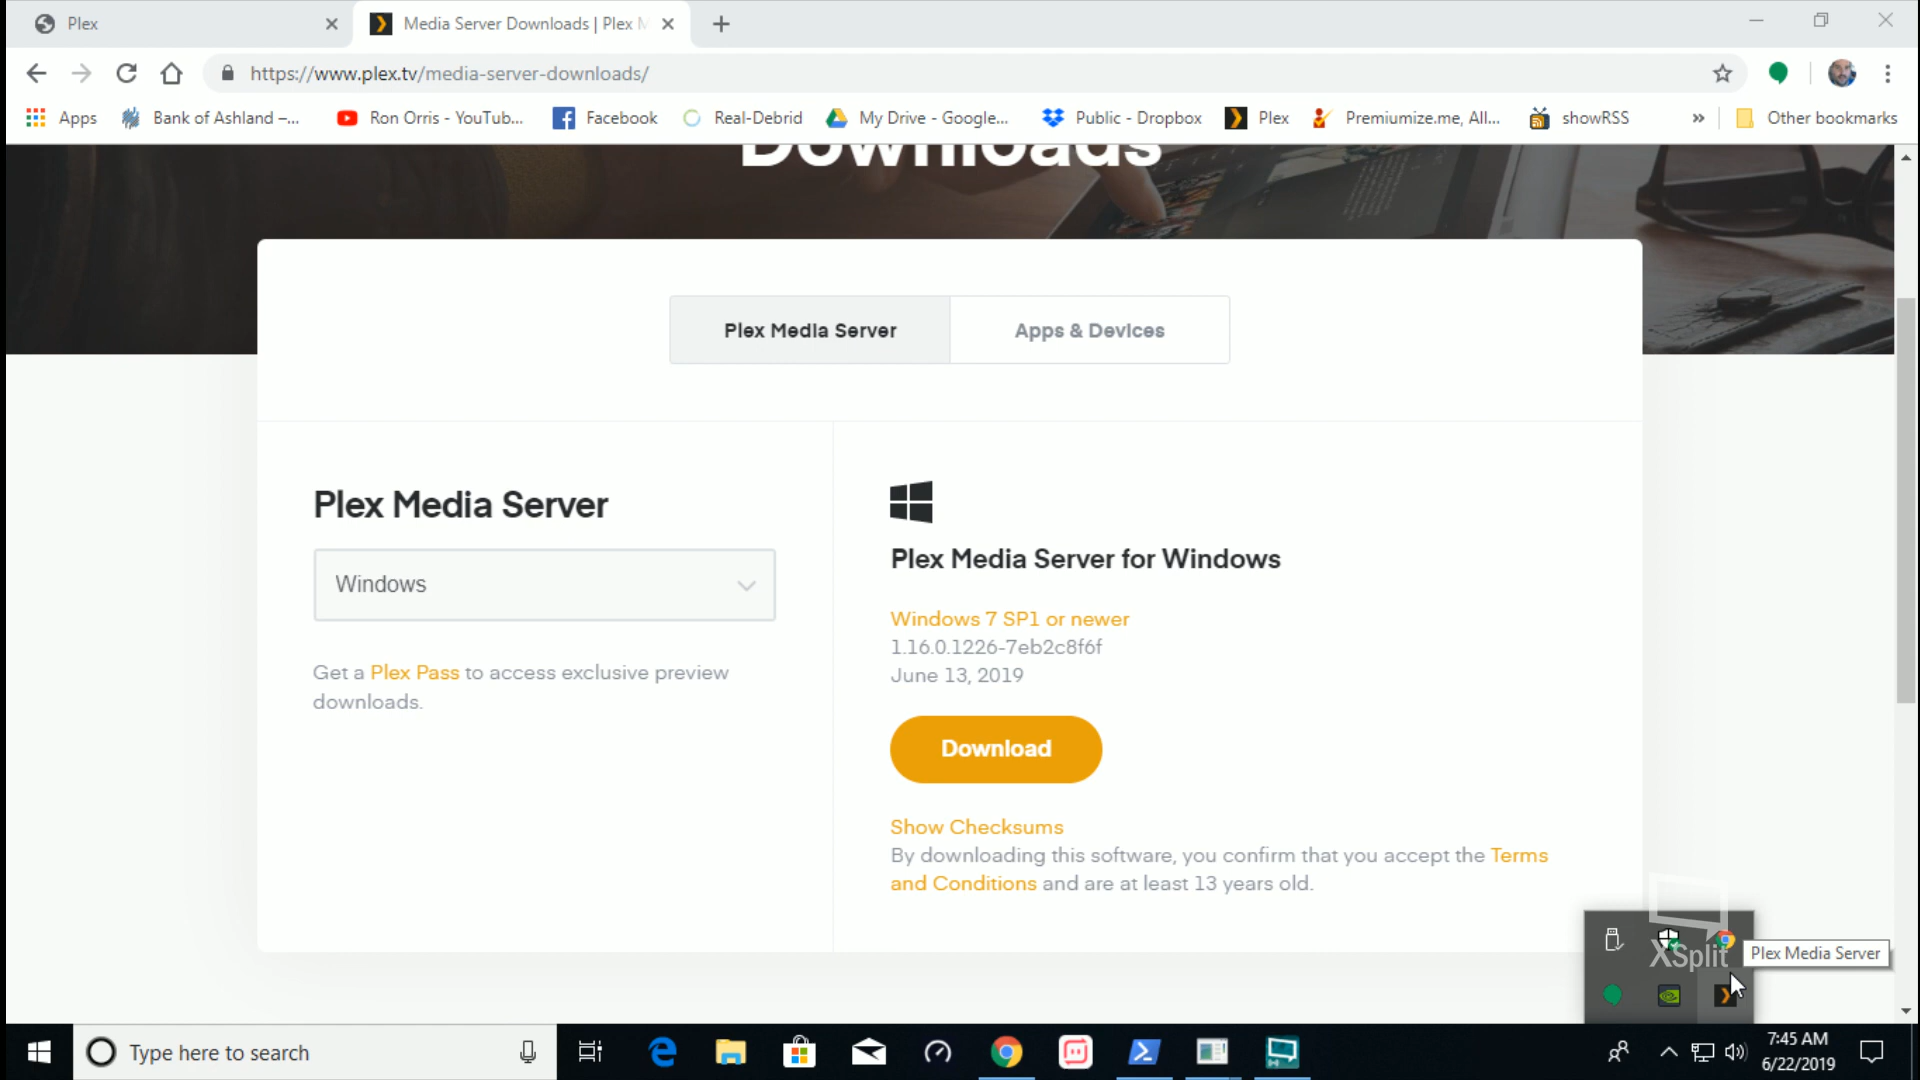 Plex
Media Server Downloads | Plex M
https://www.plex.tv/media-server-downloads/
Apps
Bank of Ashland –...
Ron Orris - YouTub...
Facebook
Real-Debrid
My Drive - Google...
Public - Dropbox
Plex
Premiumize.me, All...
showRSS
»
Other bookmarks
Downloads
Plex Media Server
Apps & Devices
Plex Media Server
Windows
Get a Plex Pass to access exclusive preview
downloads.
Plex Media Server for Windows
Windows 7 SP1 or newer
1.16.0.1226-7eb2c8f6f
June 13, 2019
Download
Show Checksums
By downloading this software, you confirm that you accept the Terms
and Conditions and are at least 13 years old.
XSplit
Plex Media Server
Type here to search
7:45 AM
6/22/2019